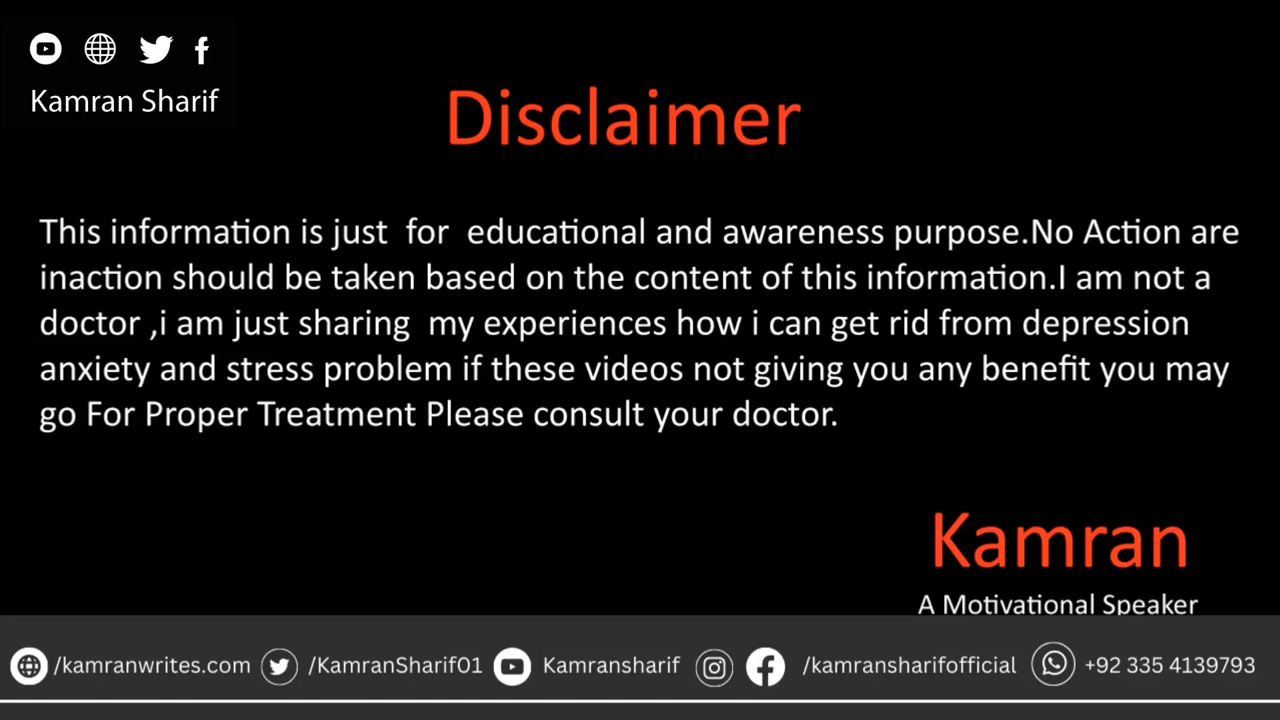 Kamran Sharif
Disclaimer
This information is just for educational and awareness purpose.No Action are
inaction should be taken based on the content of this information.I am not a
doctor ,i am just sharing my experiences how i can get rid from depression
anxiety and stress problem if these videos not giving you any benefit you may
go For Proper Treatment Please consult your doctor.
Kamran
A Motivational Speaker
/kamranwrites.com /KamranSharif01 Kamransharif /kamransharifofficial +92 335 4139793